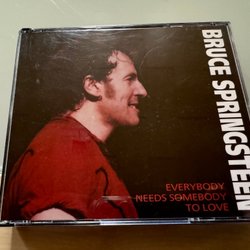 BRUCE SPRINGSTEEN
EVERYBODY
NEEDS SOMEBODY
TO LOVE